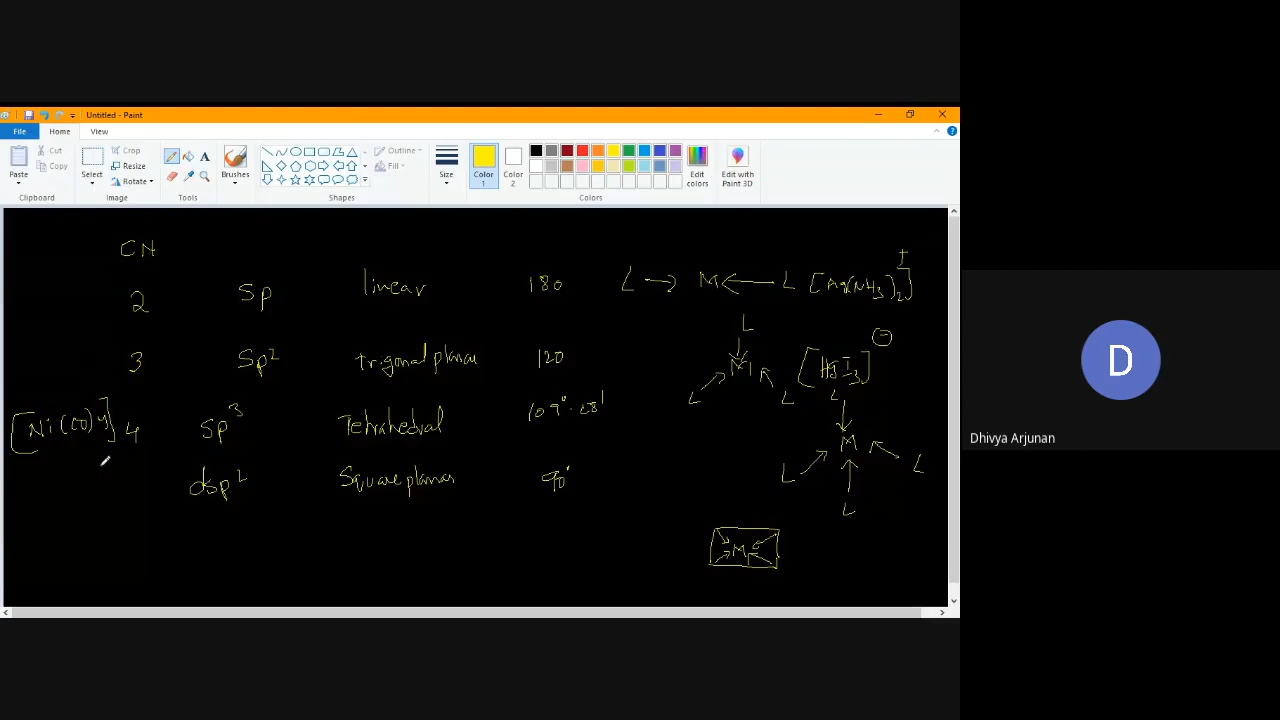 Untitled - Paint
File Home View
Cut
Copy
Paste
Clipboard
Select
Crop
Resize
Rotate
Image
Tools
Brushes
Outline
Fill
Shapes
Size
Color 1
Color 2
Edit colors
Edit with Paint 3D
Colors
CN
2 Sp linear 180 L → M ← L [Ag(NH3)2]+
3 Sp² trigonal planar 120 L M L L [HgI3]⊖
[Ni(CO)4] 4 Sp³ Tetrahedral 109°.28' L M L L L
dSp² Square planar 90°
M
D
Dhivya Arjunan